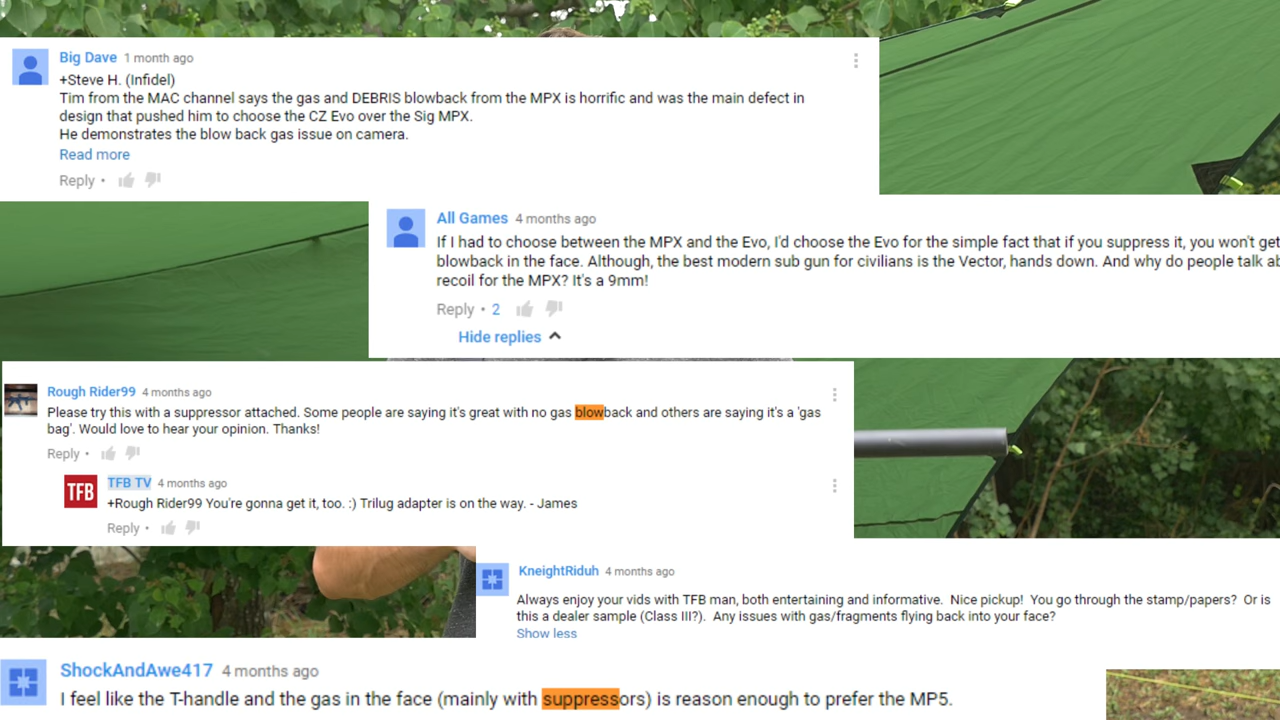 Big Dave 1 month ago
+Steve H. (Infidel)
Tim from the MAC channel says the gas and DEBRIS blowback from the MPX is horrific and was the main defect in
design that pushed him to choose the CZ Evo over the Sig MPX.
He demonstrates the blow back gas issue on camera.
Read more
Reply •
All Games 4 months ago
If I had to choose between the MPX and the Evo, I'd choose the Evo for the simple fact that if you suppress it, you won't get
blowback in the face. Although, the best modern sub gun for civilians is the Vector, hands down. And why do people talk
recoil for the MPX? It's a 9mm!
Reply • 2
Hide replies
Rough Rider99 4 months ago
Please try this with a suppressor attached. Some people are saying it's great with no gas blowback and others are saying it's a 'gas
bag'. Would love to hear your opinion. Thanks!
Reply •
TFB
TFB TV 4 months ago
+Rough Rider99 You're gonna get it, too. :) Trilug adapter is on the way. - James
Reply •
KneightRiduh 4 months ago
Always enjoy your vids with TFB man, both entertaining and informative. Nice pickup! You go through the stamp/papers? Or is
this a dealer sample (Class III?). Any issues with gas/fragments flying back into your face?
Show less
ShockAndAwe417 4 months ago
I feel like the T-handle and the gas in the face (mainly with suppressors) is reason enough to prefer the MP5.